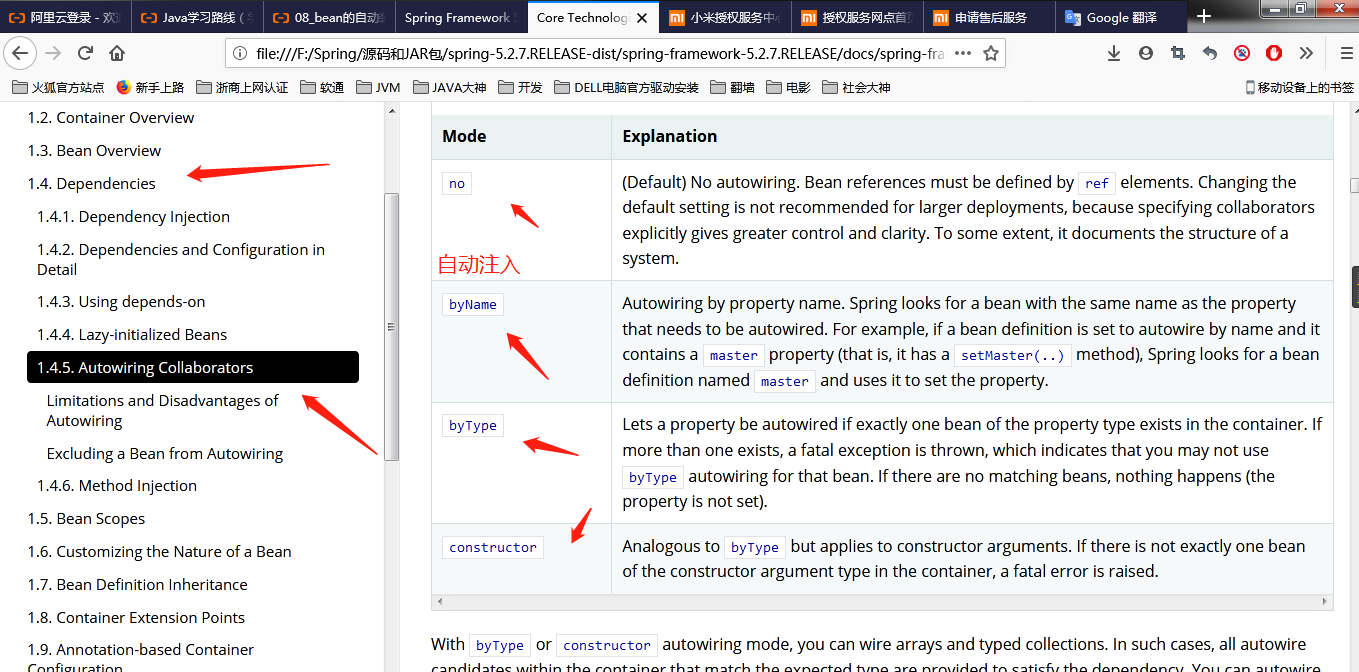 阿里云登录 - 欢
Java学习路线（
08_bean的自动
Spring Framework
Core Technolog
小米授权服务中
授权服务网点首
申请售后服务
Google 翻译
file:///F:/Spring/源码和JAR包/spring-5.2.7.RELEASE-dist/spring-framework-5.2.7.RELEASE/docs/spring-fra
火狐官方站点
新手上路
浙商上网认证
软通
JVM
JAVA大神
开发
DELL电脑官方驱动安装
翻墙
电影
社会大神
移动设备上的书签
1.2. Container Overview
1.3. Bean Overview
1.4. Dependencies
1.4.1. Dependency Injection
1.4.2. Dependencies and Configuration in
Detail
1.4.3. Using depends-on
1.4.4. Lazy-initialized Beans
1.4.5. Autowiring Collaborators
Limitations and Disadvantages of
Autowiring
Excluding a Bean from Autowiring
1.4.6. Method Injection
1.5. Bean Scopes
1.6. Customizing the Nature of a Bean
1.7. Bean Definition Inheritance
1.8. Container Extension Points
1.9. Annotation-based Container
Configuration
Mode
Explanation
no
(Default) No autowiring. Bean references must be defined by ref elements. Changing the
default setting is not recommended for larger deployments, because specifying collaborators
explicitly gives greater control and clarity. To some extent, it documents the structure of a
system.
自动注入
byName
Autowiring by property name. Spring looks for a bean with the same name as the property
that needs to be autowired. For example, if a bean definition is set to autowire by name and it
contains a master property (that is, it has a setMaster(..) method), Spring looks for a bean
definition named master and uses it to set the property.
byType
Lets a property be autowired if exactly one bean of the property type exists in the container. If
more than one exists, a fatal exception is thrown, which indicates that you may not use
byType autowiring for that bean. If there are no matching beans, nothing happens (the
property is not set).
constructor
Analogous to byType but applies to constructor arguments. If there is not exactly one bean
of the constructor argument type in the container, a fatal error is raised.
With byType or constructor autowiring mode, you can wire arrays and typed collections. In such cases, all autowire
candidates within the container that match the expected type are provided to satisfy the dependency. You can autowire